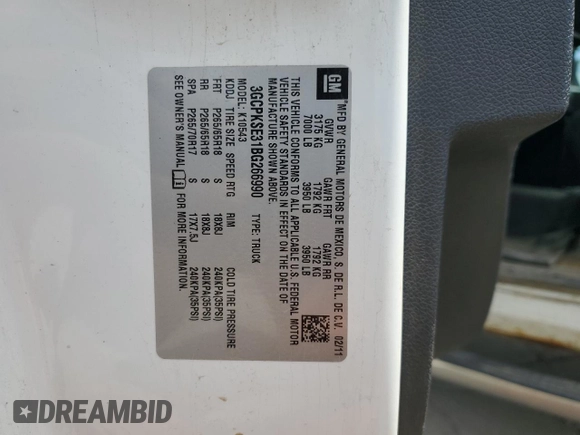 GM
®MFD BY GENERAL MOTORS DE MEXICO, S. DE R.L. DE C.V. 02/11
GVWR GAWR FRT GAWR RR
3175 KG 1792 KG 1792 KG
7000 LB 3950 LB 3950 LB
THIS VEHICLE CONFORMS TO ALL APPLICABLE U.S. FEDERAL MOTOR
VEHICLE SAFETY STANDARDS IN EFFECT ON THE DATE OF
MANUFACTURE SHOWN ABOVE.
3GCPKSE31BG266990 TYPE: TRUCK
K10543
KDDJ TIRE SIZE SPEED RTG RIM COLD TIRE PRESSURE
FRT P265/65R18 S 18X8J 240KPA(35PSI)
RR P265/65R18 S 18X8J 240KPA(35PSI)
SPA P265/70R17 S 17X7.5J 240KPA(35PSI)
SEE OWNER'S MANUAL FOR MORE INFORMATION.
DREAMBID